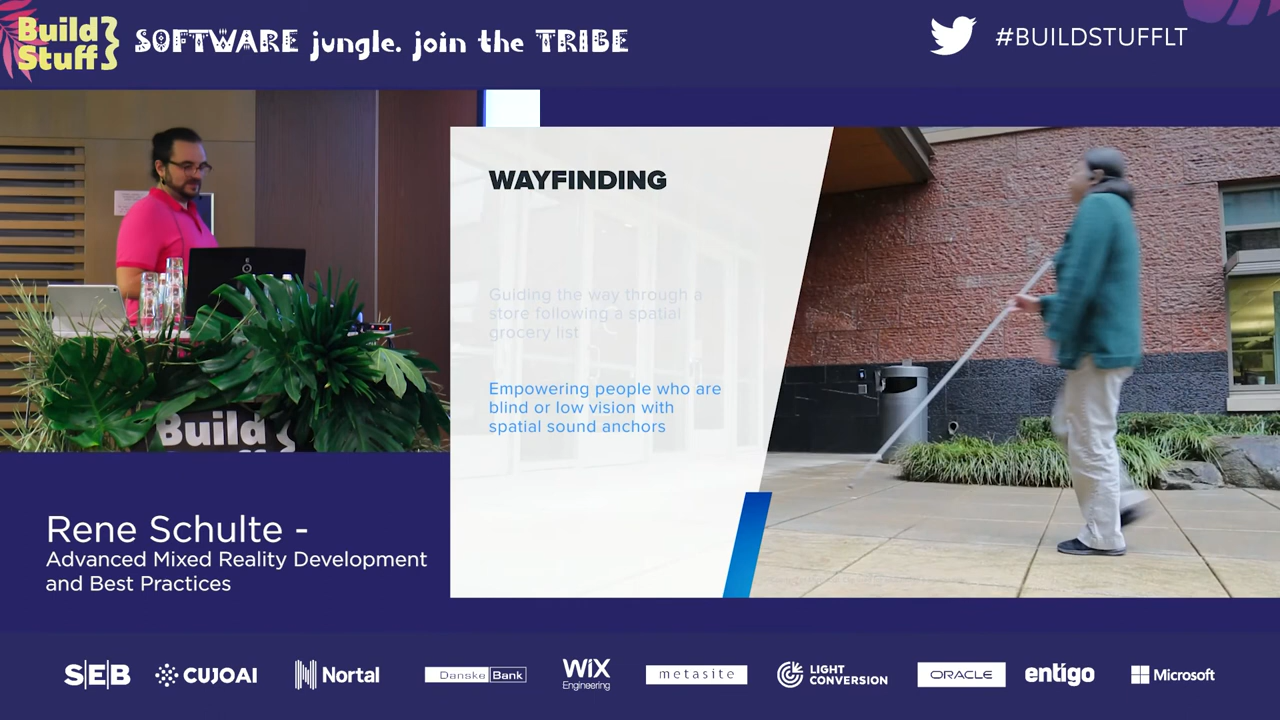 Build
Stuff
SOFTWARE jungle. join the TRIBE
#BUILDSTUFFLT
WAYFINDING
Guiding the way through a
store following a spatial
grocery list
Empowering people who are
blind or low vision with
spatial sound anchors
Build
Rene Schulte -
Advanced Mixed Reality Development
and Best Practices
SEB
CUJOAI
Nortal
Danske Bank
WiX
Engineering
metasite
LIGHT
CONVERSION
ORACLE
entigo
Microsoft